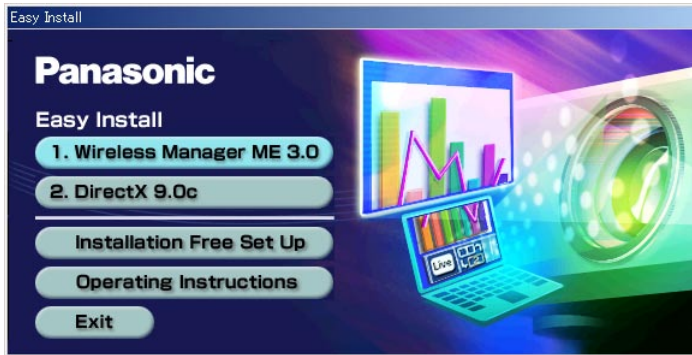 Easy Install
Panasonic
Easy Install
1. Wireless Manager ME 3.0
2. DirectX 9.0c
Installation Free Set Up
Operating Instructions
Exit
Live